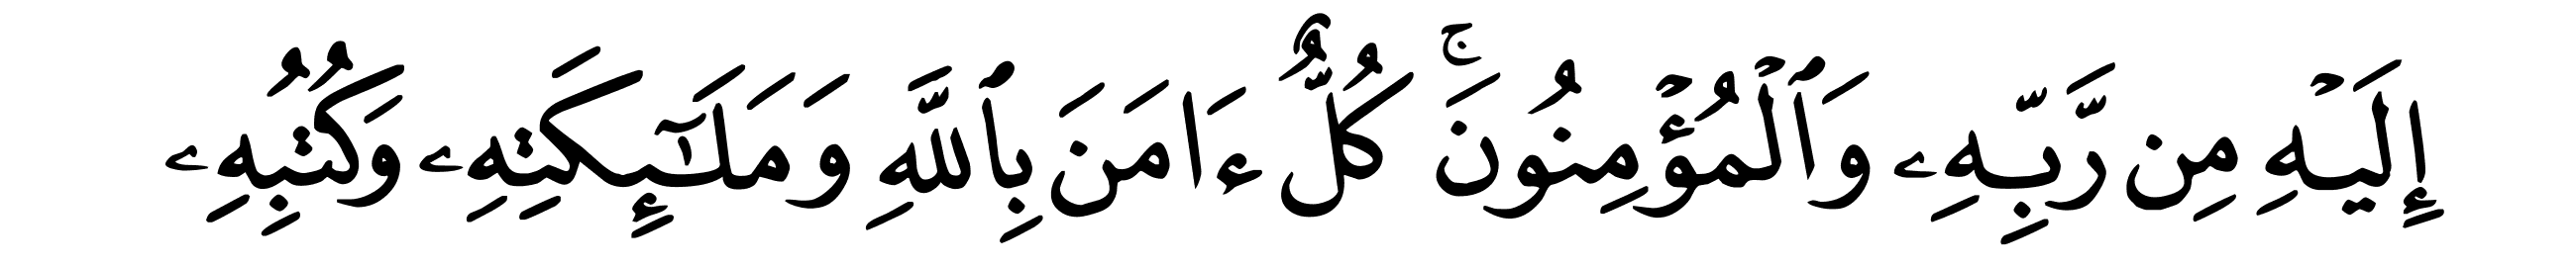 إِلَيۡهِ مِن رَّبِّهِۦ وَٱلۡمُؤۡمِنُونَۚ كُلٌّ ءَامَنَ بِٱللَّهِ وَمَلَـٰٓئِكَتِهِۦ وَكُتُبِهِۦ